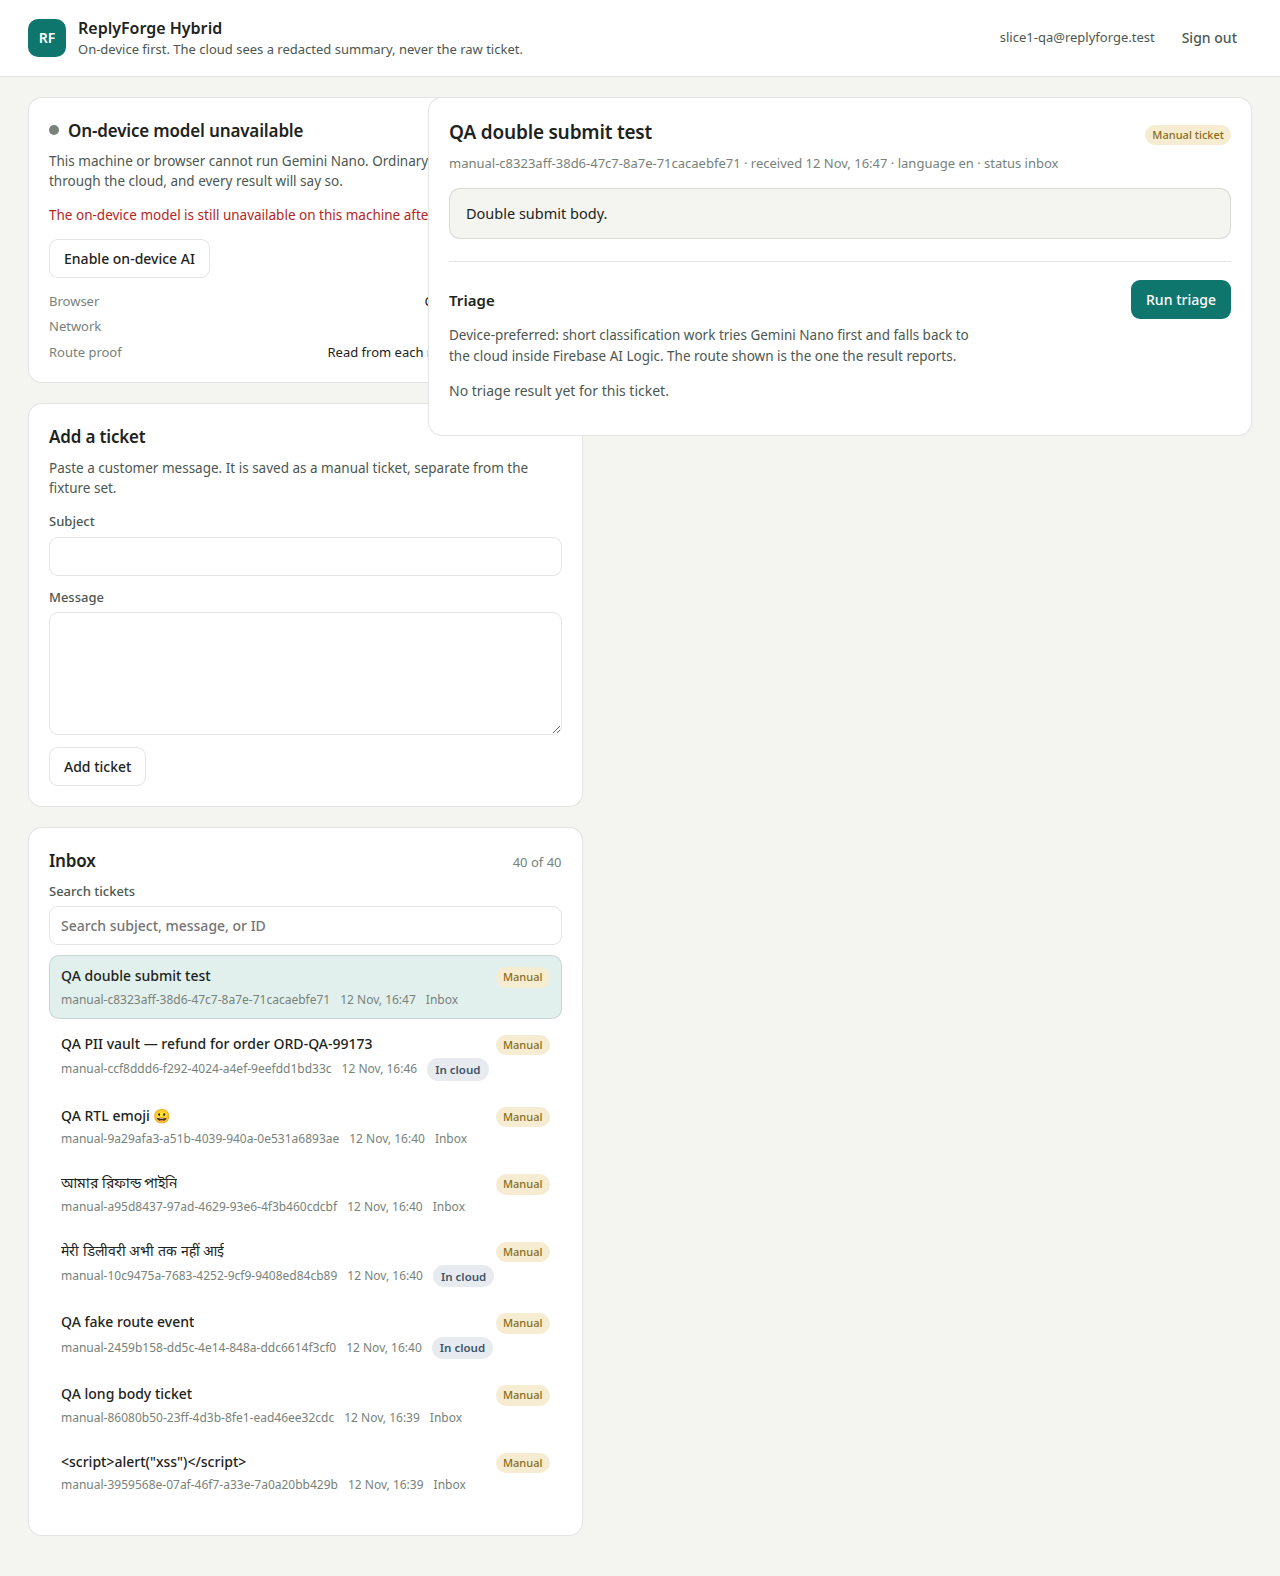 RF
ReplyForge Hybrid
On-device first. The cloud sees a redacted summary, never the raw ticket.
slice1-qa@replyforge.test
Sign out
On-device model unavailable
This machine or browser cannot run Gemini Nano. Ordinary
through the cloud, and every result will say so.
The on-device model is still unavailable on this machine afte
Enable on-device AI
Browser
Network
Route proof
Read from each
Add a ticket
Paste a customer message. It is saved as a manual ticket, separate from the
fixture set.
Subject
Message
Add ticket
Inbox
40 of 40
Search tickets
Search subject, message, or ID
QA double submit test
Manual
manual-c8323aff-38d6-47c7-8a7e-71cacaebfe71 12 Nov, 16:47 Inbox
QA PII vault — refund for order ORD-QA-99173
Manual
manual-ccf8ddd6-f292-4024-a4ef-9eefdd1bd33c 12 Nov, 16:46 In cloud
QA RTL emoji 😀
Manual
manual-9a29afa3-a51b-4039-940a-0e531a6893ae 12 Nov, 16:40 Inbox
আমার রিফান্ড পাইনি
Manual
manual-a95d8437-97ad-4629-93e6-4f3b460cdcbf 12 Nov, 16:40 Inbox
मेरी डिलीवरी अभी तक नहीं आई
Manual
manual-10c9475a-7683-4252-9cf9-9408ed84cb89 12 Nov, 16:40 In cloud
QA fake route event
Manual
manual-2459b158-dd5c-4e14-848a-ddc6614f3cf0 12 Nov, 16:40 In cloud
QA long body ticket
Manual
manual-86080b50-23ff-4d3b-8fe1-ead46ee32cdc 12 Nov, 16:39 Inbox
<script>alert("xss")</script>
Manual
manual-3959568e-07af-46f7-a33e-7a0a20bb429b 12 Nov, 16:39 Inbox
QA double submit test
Manual ticket
manual-c8323aff-38d6-47c7-8a7e-71cacaebfe71 · received 12 Nov, 16:47 · language en · status inbox
Double submit body.
Triage
Run triage
Device-preferred: short classification work tries Gemini Nano first and falls back to
the cloud inside Firebase AI Logic. The route shown is the one the result reports.
No triage result yet for this ticket.